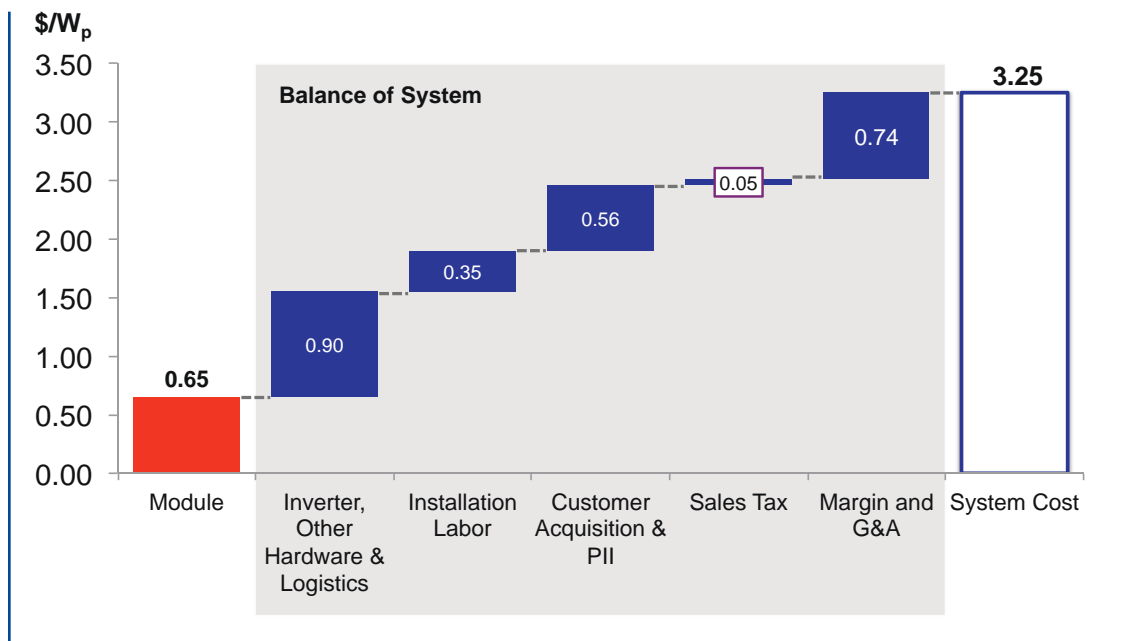 $/Wp
3.50
3.00
2.50
2.00
1.50
1.00
0.50
0.00
Balance of System
0.65
0.90
0.35
0.56
0.05
0.74
3.25
Module
Inverter,
Other
Hardware &
Logistics
Installation
Labor
Customer
Acquisition &
PII
Sales Tax
Margin and
G&A
System Cost